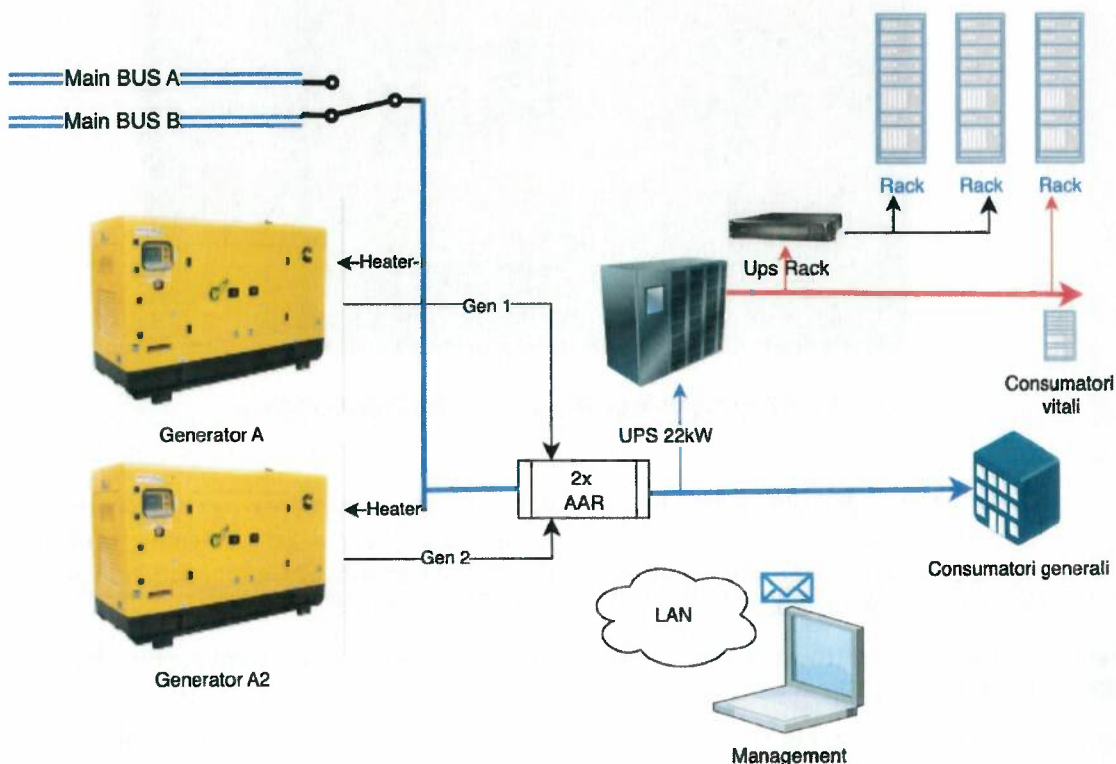 Main BUS A
Main BUS B
Rack
Rack
Rack
Heater
Ups Rack
Gen 1
Consumatori
vitali
Generator A
UPS 22kW
2x
AAR
Heater
Gen 2
Consumatori generali
LAN
Generator A2
Management